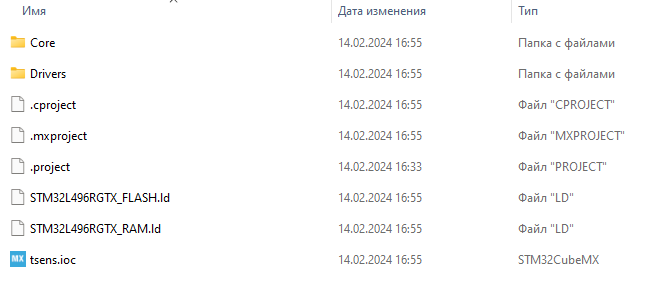 Имя Дата изменения Тип
Core 14.02.2024 16:55 Папка с файлами
Drivers 14.02.2024 16:55 Папка с файлами
.cproject 14.02.2024 16:55 Файл "CPROJECT"
.mxproject 14.02.2024 16:55 Файл "MXPROJECT"
.project 14.02.2024 16:33 Файл "PROJECT"
STM32L496RGTX_FLASH.ld 14.02.2024 16:55 Файл "LD"
STM32L496RGTX_RAM.ld 14.02.2024 16:55 Файл "LD"
MX tsens.ioc 14.02.2024 16:55 STM32CubeMX